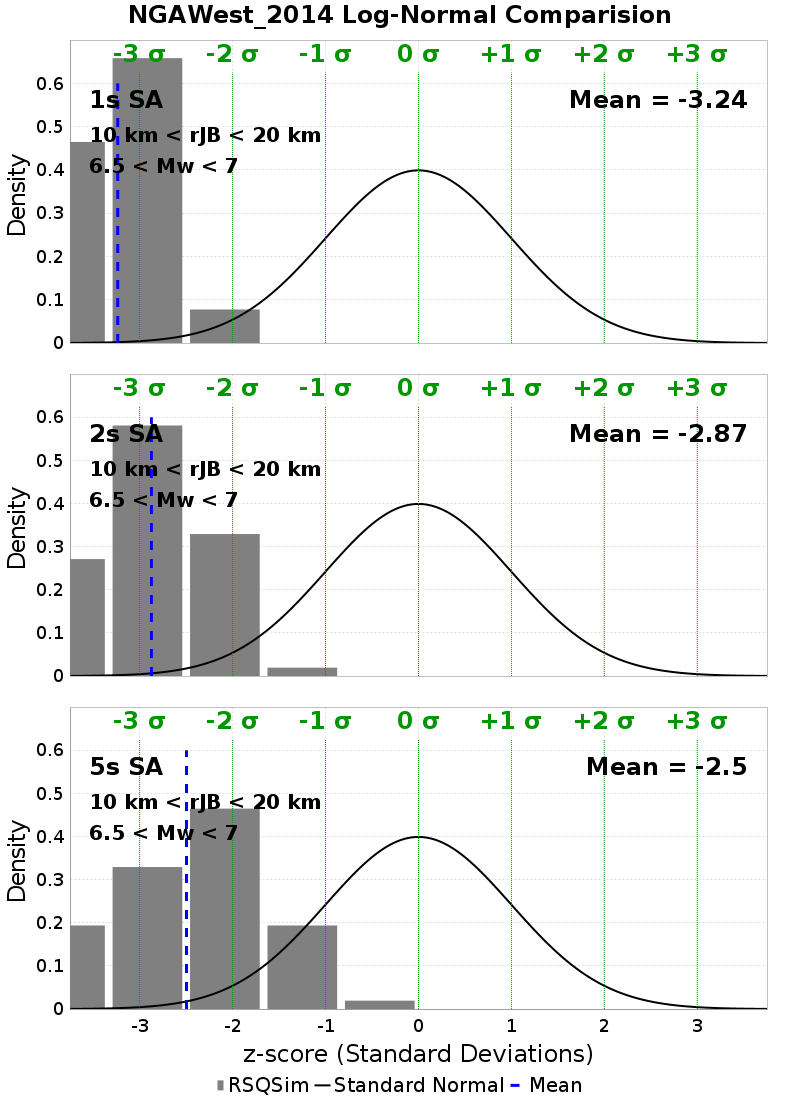 NGAWest_2014 Log-Normal Comparision
-3 σ -2 σ -1 σ 0 σ +1 σ +2 σ +3 σ
1s SA Mean = -3.24
10 km < rJB < 20 km
6.5 < Mw < 7
Density
0.6
0.5
0.4
0.3
0.2
0.1
0
-3 σ -2 σ -1 σ 0 σ +1 σ +2 σ +3 σ
2s SA Mean = -2.87
10 km < rJB < 20 km
6.5 < Mw < 7
Density
0.6
0.5
0.4
0.3
0.2
0.1
0
-3 σ -2 σ -1 σ 0 σ +1 σ +2 σ +3 σ
5s SA Mean = -2.5
10 km < rJB < 20 km
6.5 < Mw < 7
Density
0.6
0.5
0.4
0.3
0.2
0.1
0
-3 -2 -1 0 1 2 3
z-score (Standard Deviations)
RSQSim Standard Normal Mean